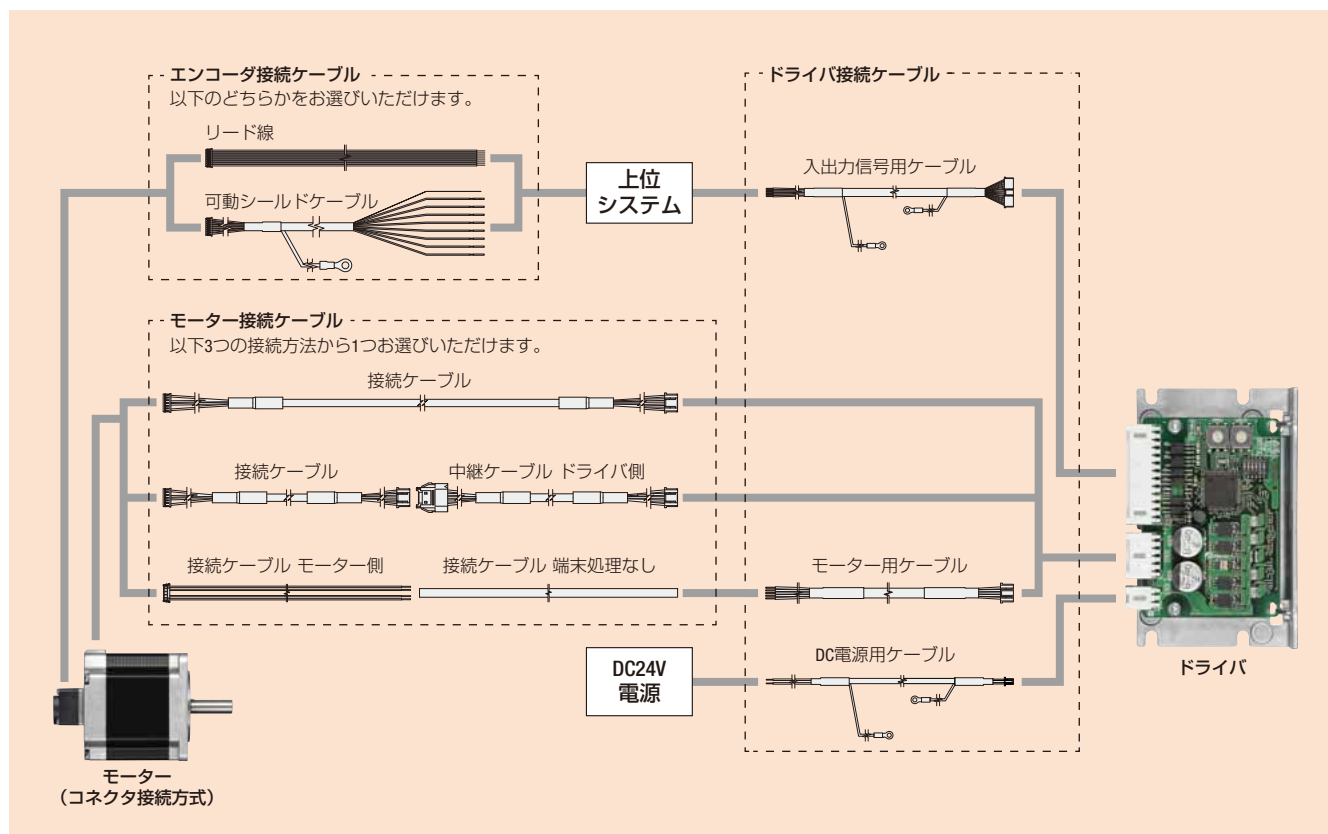 エンコーダ接続ケーブル
以下のどちらかをお選びいただけます。
リード線
可動シールドケーブル
上位
システム
ドライバ接続ケーブル
入出力信号用ケーブル
モーター接続ケーブル
以下3つの接続方法から1つお選びいただけます。
接続ケーブル
接続ケーブル
中継ケーブル ドライバ側
接続ケーブル モーター側
接続ケーブル 端末処理なし
モーター用ケーブル
DC24V
電源
DC電源用ケーブル
ドライバ
モーター
（コネクタ接続方式）